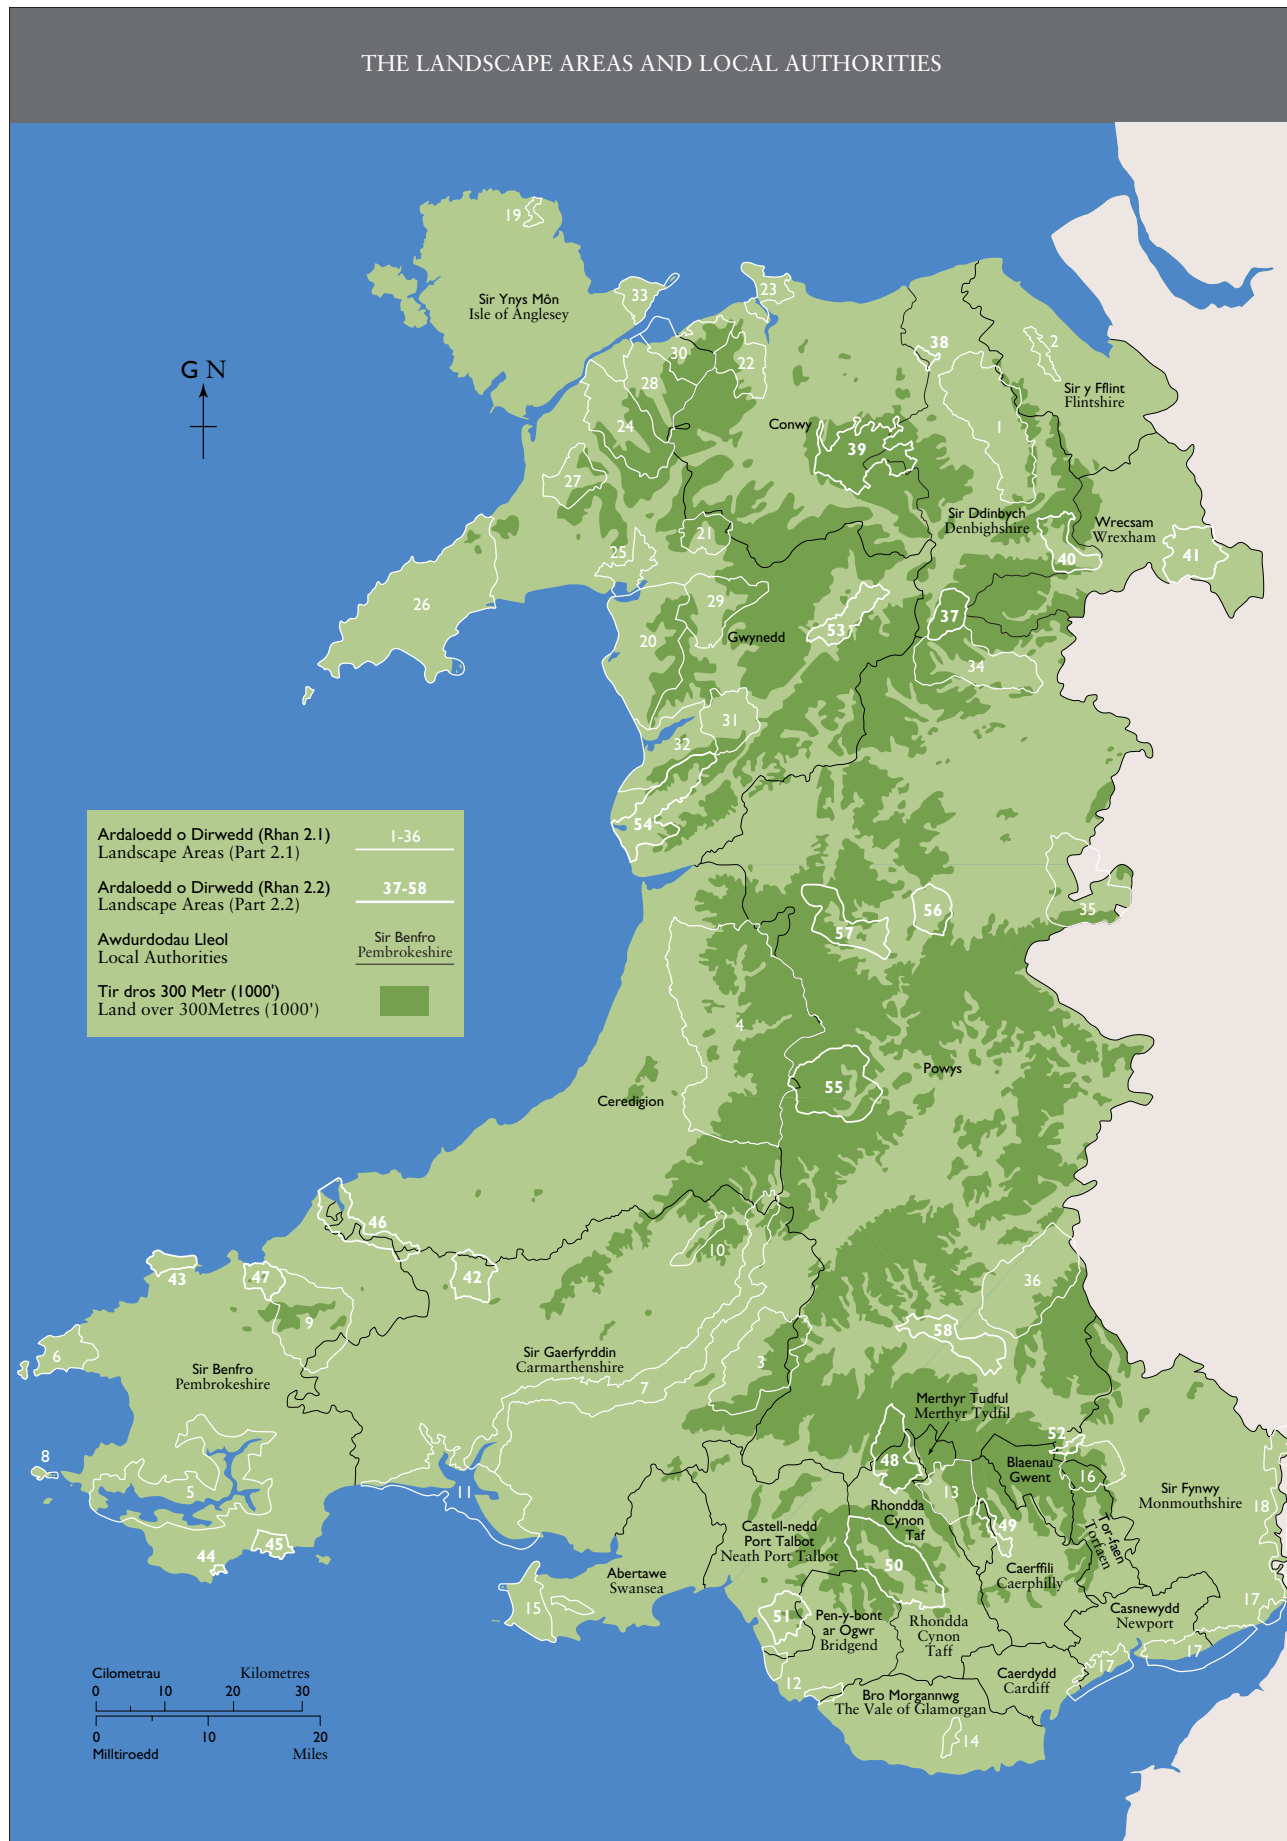 THE LANDSCAPE AREAS AND LOCAL AUTHORITIES
19
Sir Ynys Môn
Isle of Anglesey
33
23
G N
30
22
28
24
38
2
Sir y Fflint
Flintshire
1
Conwy
39
27
21
25
Sir Ddinbych
Denbighshire
Wrecsam
Wrexham
40
41
26
29
20
Gwynedd
53
37
34
31
32
54
Ardaloedd o Dirwedd (Rhan 2.1)
Landscape Areas (Part 2.1)
1-36
Ardaloedd o Dirwedd (Rhan 2.2)
Landscape Areas (Part 2.2)
37-58
Awdurdodau Lleol
Local Authorities
Sir Benfro
Pembrokeshire
Tir dros 300 Metr (1000')
Land over 300Metres (1000')
56
57
35
4
55
Powys
Ceredigion
46
10
43
47
42
9
36
58
6
Sir Benfro
Pembrokeshire
Sir Gaerfyrddin
Carmarthenshire
7
3
8
5
11
44
45
Merthyr Tudful
Merthyr Tydfil
48
13
52
Blaenau
Gwent
16
Sir Fynwy
Monmouthshire
18
Rhondda
Cynon
Taf
49
Tor-faen
Torfaen
Castell-nedd
Port Talbot
Neath Port Talbot
50
Caerffili
Caerphilly
Abertawe
Swansea
15
51
Pen-y-bont
ar Ogwr
Bridgend
Rhondda
Cynon
Taff
Casnewydd
Newport
17
17
17
Caerdydd
Cardiff
12
Bro Morgannwg
The Vale of Glamorgan
14
Cilometrau
Kilometres
0 10 20 30
0 10 20
Milltiroedd
Miles